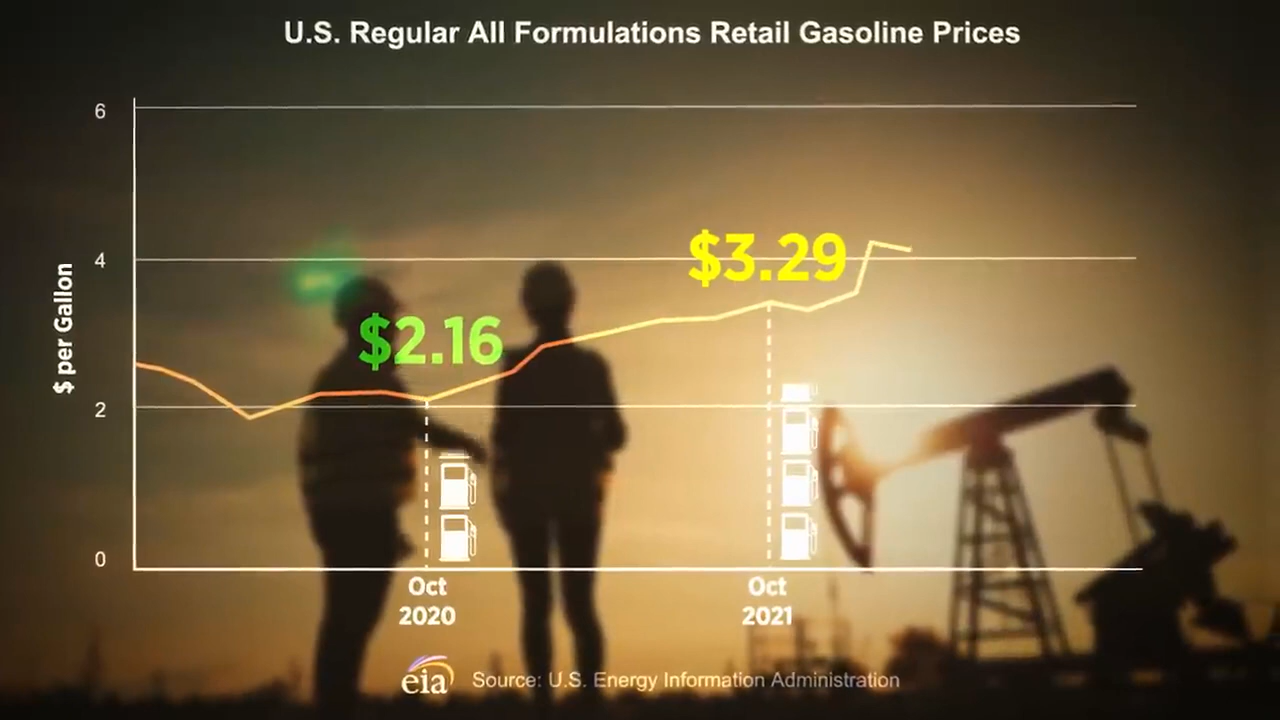 U.S. Regular All Formulations Retail Gasoline Prices
6
4
2
0
$ per Gallon
$2.16
$3.29
Oct
2020
Oct
2021
eia
Source: U.S. Energy Information Administration